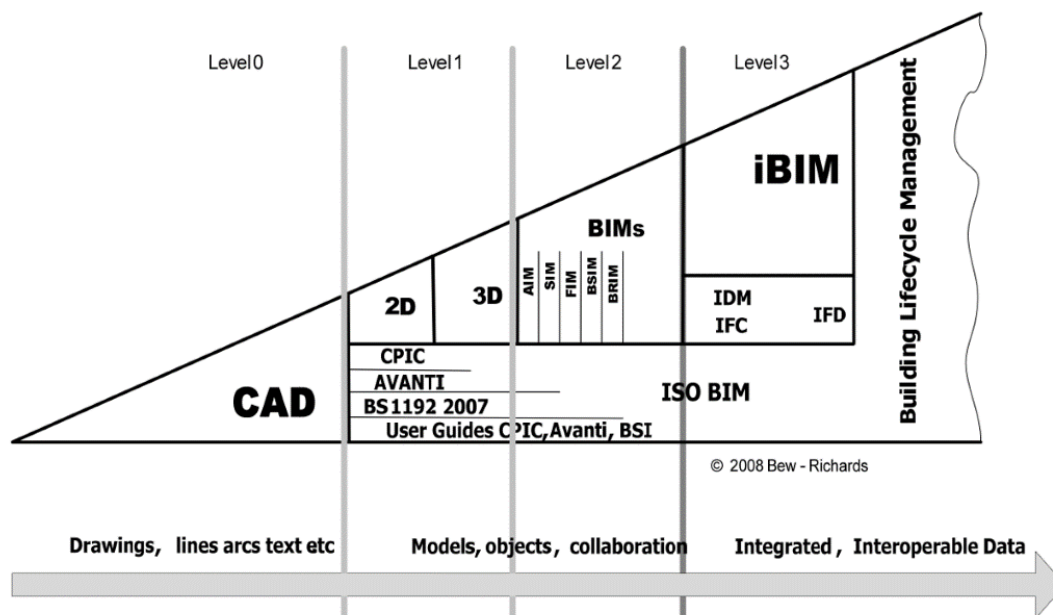 Level0
Level1
Level2
Level3
iBIM
Building Lifecycle Management
BIMs
AIM
SIM
FIM
BSIM
BRIM
2D
3D
IDM
IFC
IFD
CPIC
AVANTI
BS1192 2007
User Guides CPIC, Avanti, BSI
CAD
ISO BIM
© 2008 Bew - Richards
Drawings, lines arcs text etc
Models, objects, collaboration
Integrated, Interoperable Data